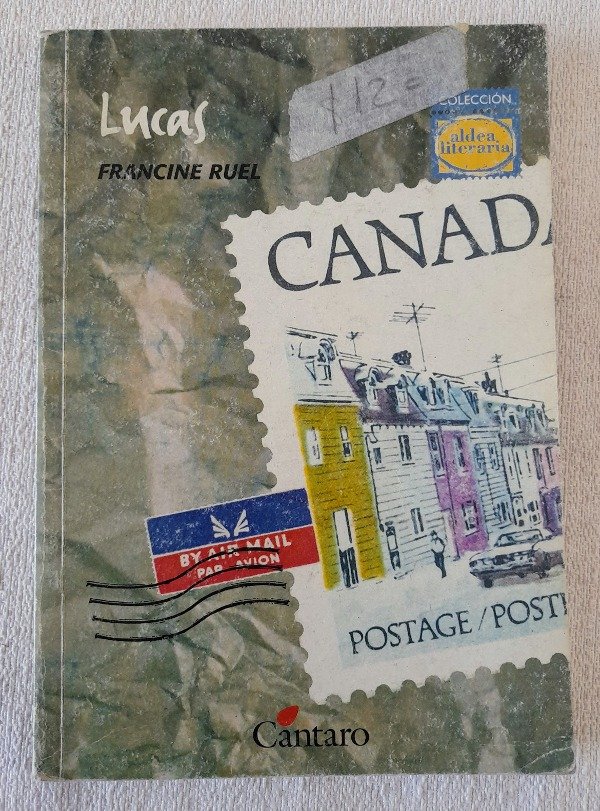 Lucas
FRANCINE RUEL
$12.-
COLECCIÓN
aldea
literaria
CANADA
BY AIR MAIL
PAR AVION
POSTAGE/POST
Cántaro